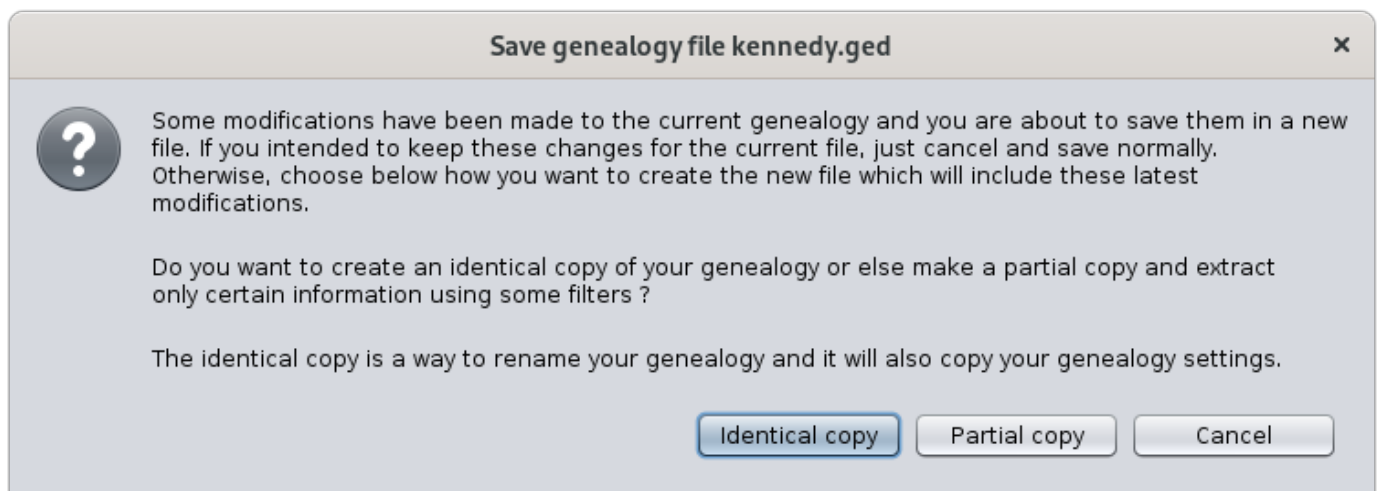 Save genealogy file kennedy.ged
Some modifications have been made to the current genealogy and you are about to save them in a new
file. If you intended to keep these changes for the current file, just cancel and save normally.
Otherwise, choose below how you want to create the new file which will include these latest
modifications.
Do you want to create an identical copy of your genealogy or else make a partial copy and extract
only certain information using some filters ?
The identical copy is a way to rename your genealogy and it will also copy your genealogy settings.
Identical copy Partial copy Cancel